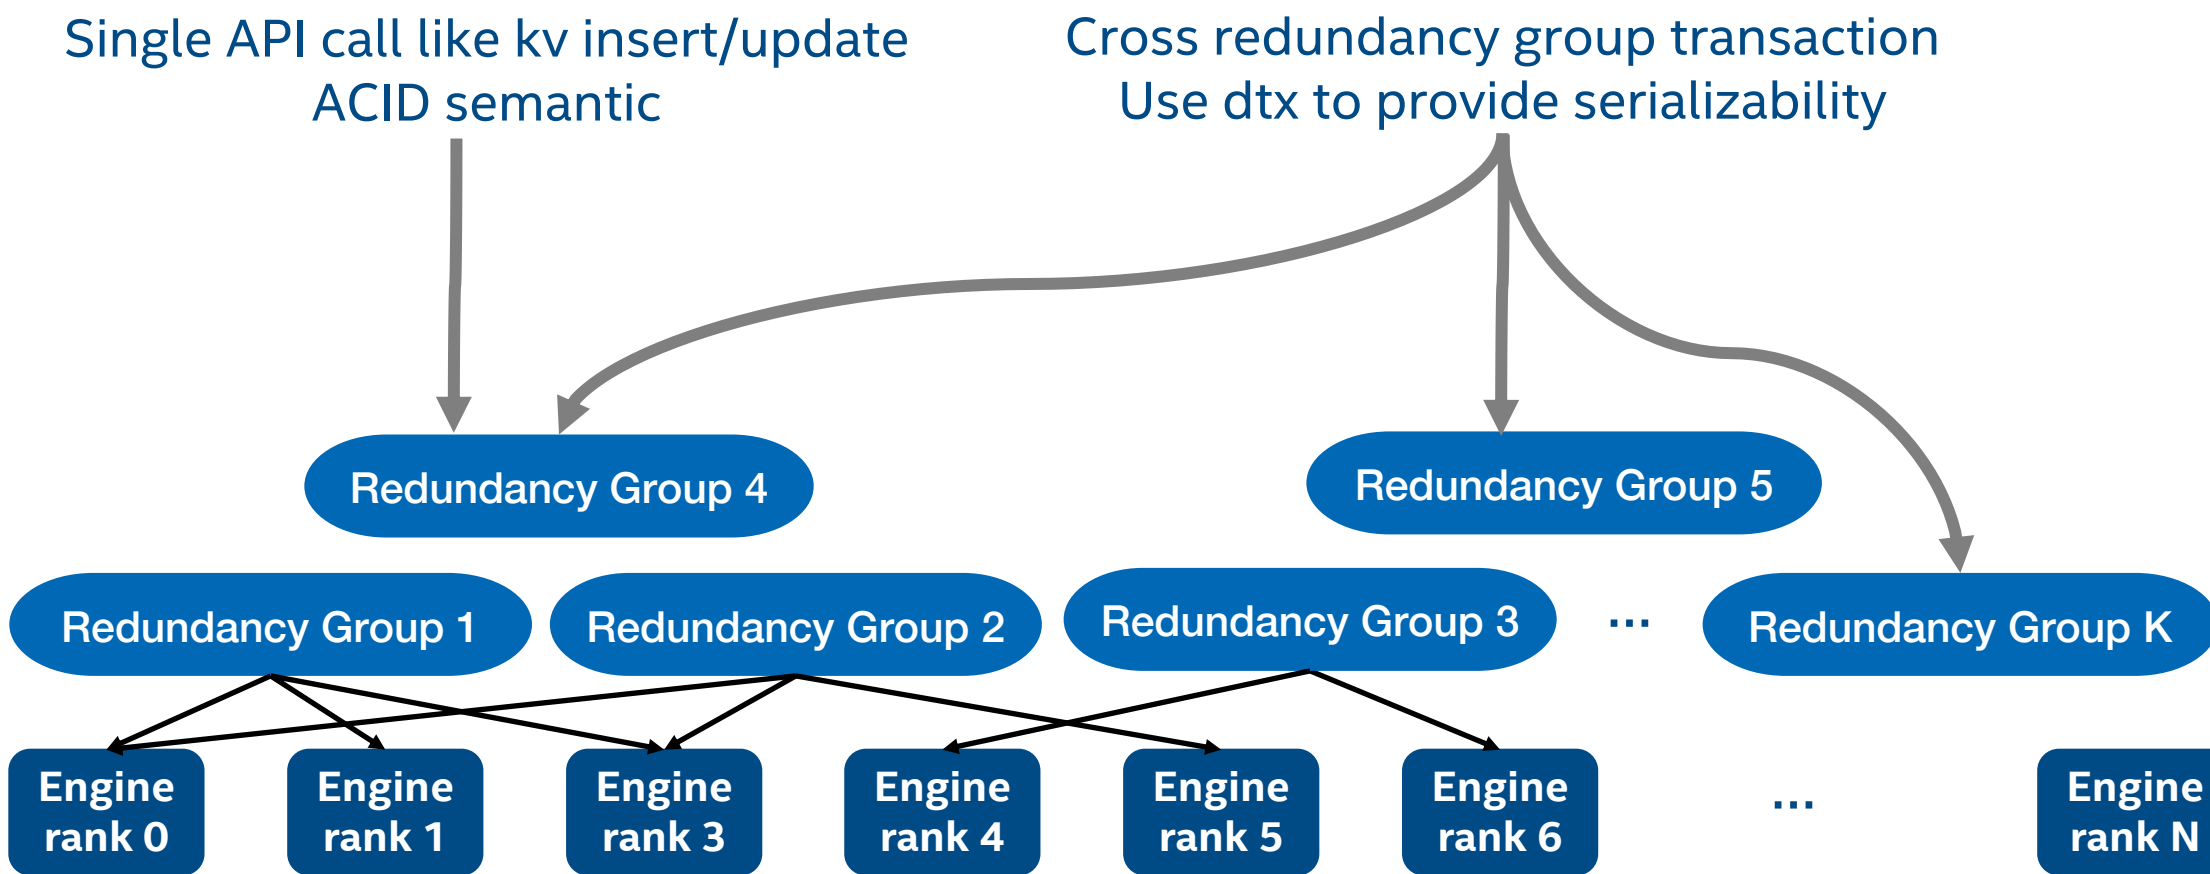 Single API call like kv insert/update
ACID semantic
Cross redundancy group transaction
Use dtx to provide serializability
Redundancy Group 4
Redundancy Group 5
Redundancy Group 1
Redundancy Group 2
Redundancy Group 3
...
Redundancy Group K
Engine
rank 0
Engine
rank 1
Engine
rank 3
Engine
rank 4
Engine
rank 5
Engine
rank 6
...
Engine
rank N